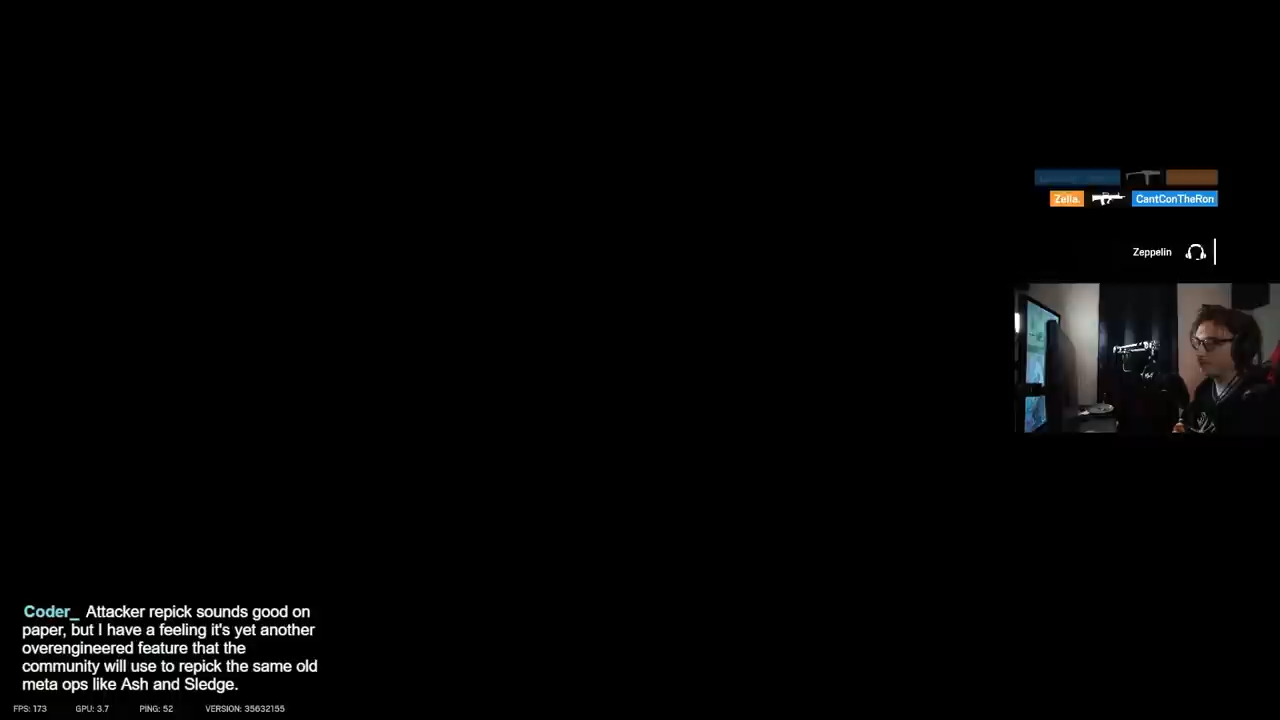 Zella. CantConTheRon
Zeppelin
Coder_ Attacker repick sounds good on
paper, but I have a feeling it's yet another
overengineered feature that the
community will use to repick the same old
meta ops like Ash and Sledge.
FPS: 173 GPU: 3.7 PING: 52 VERSION: 35632155